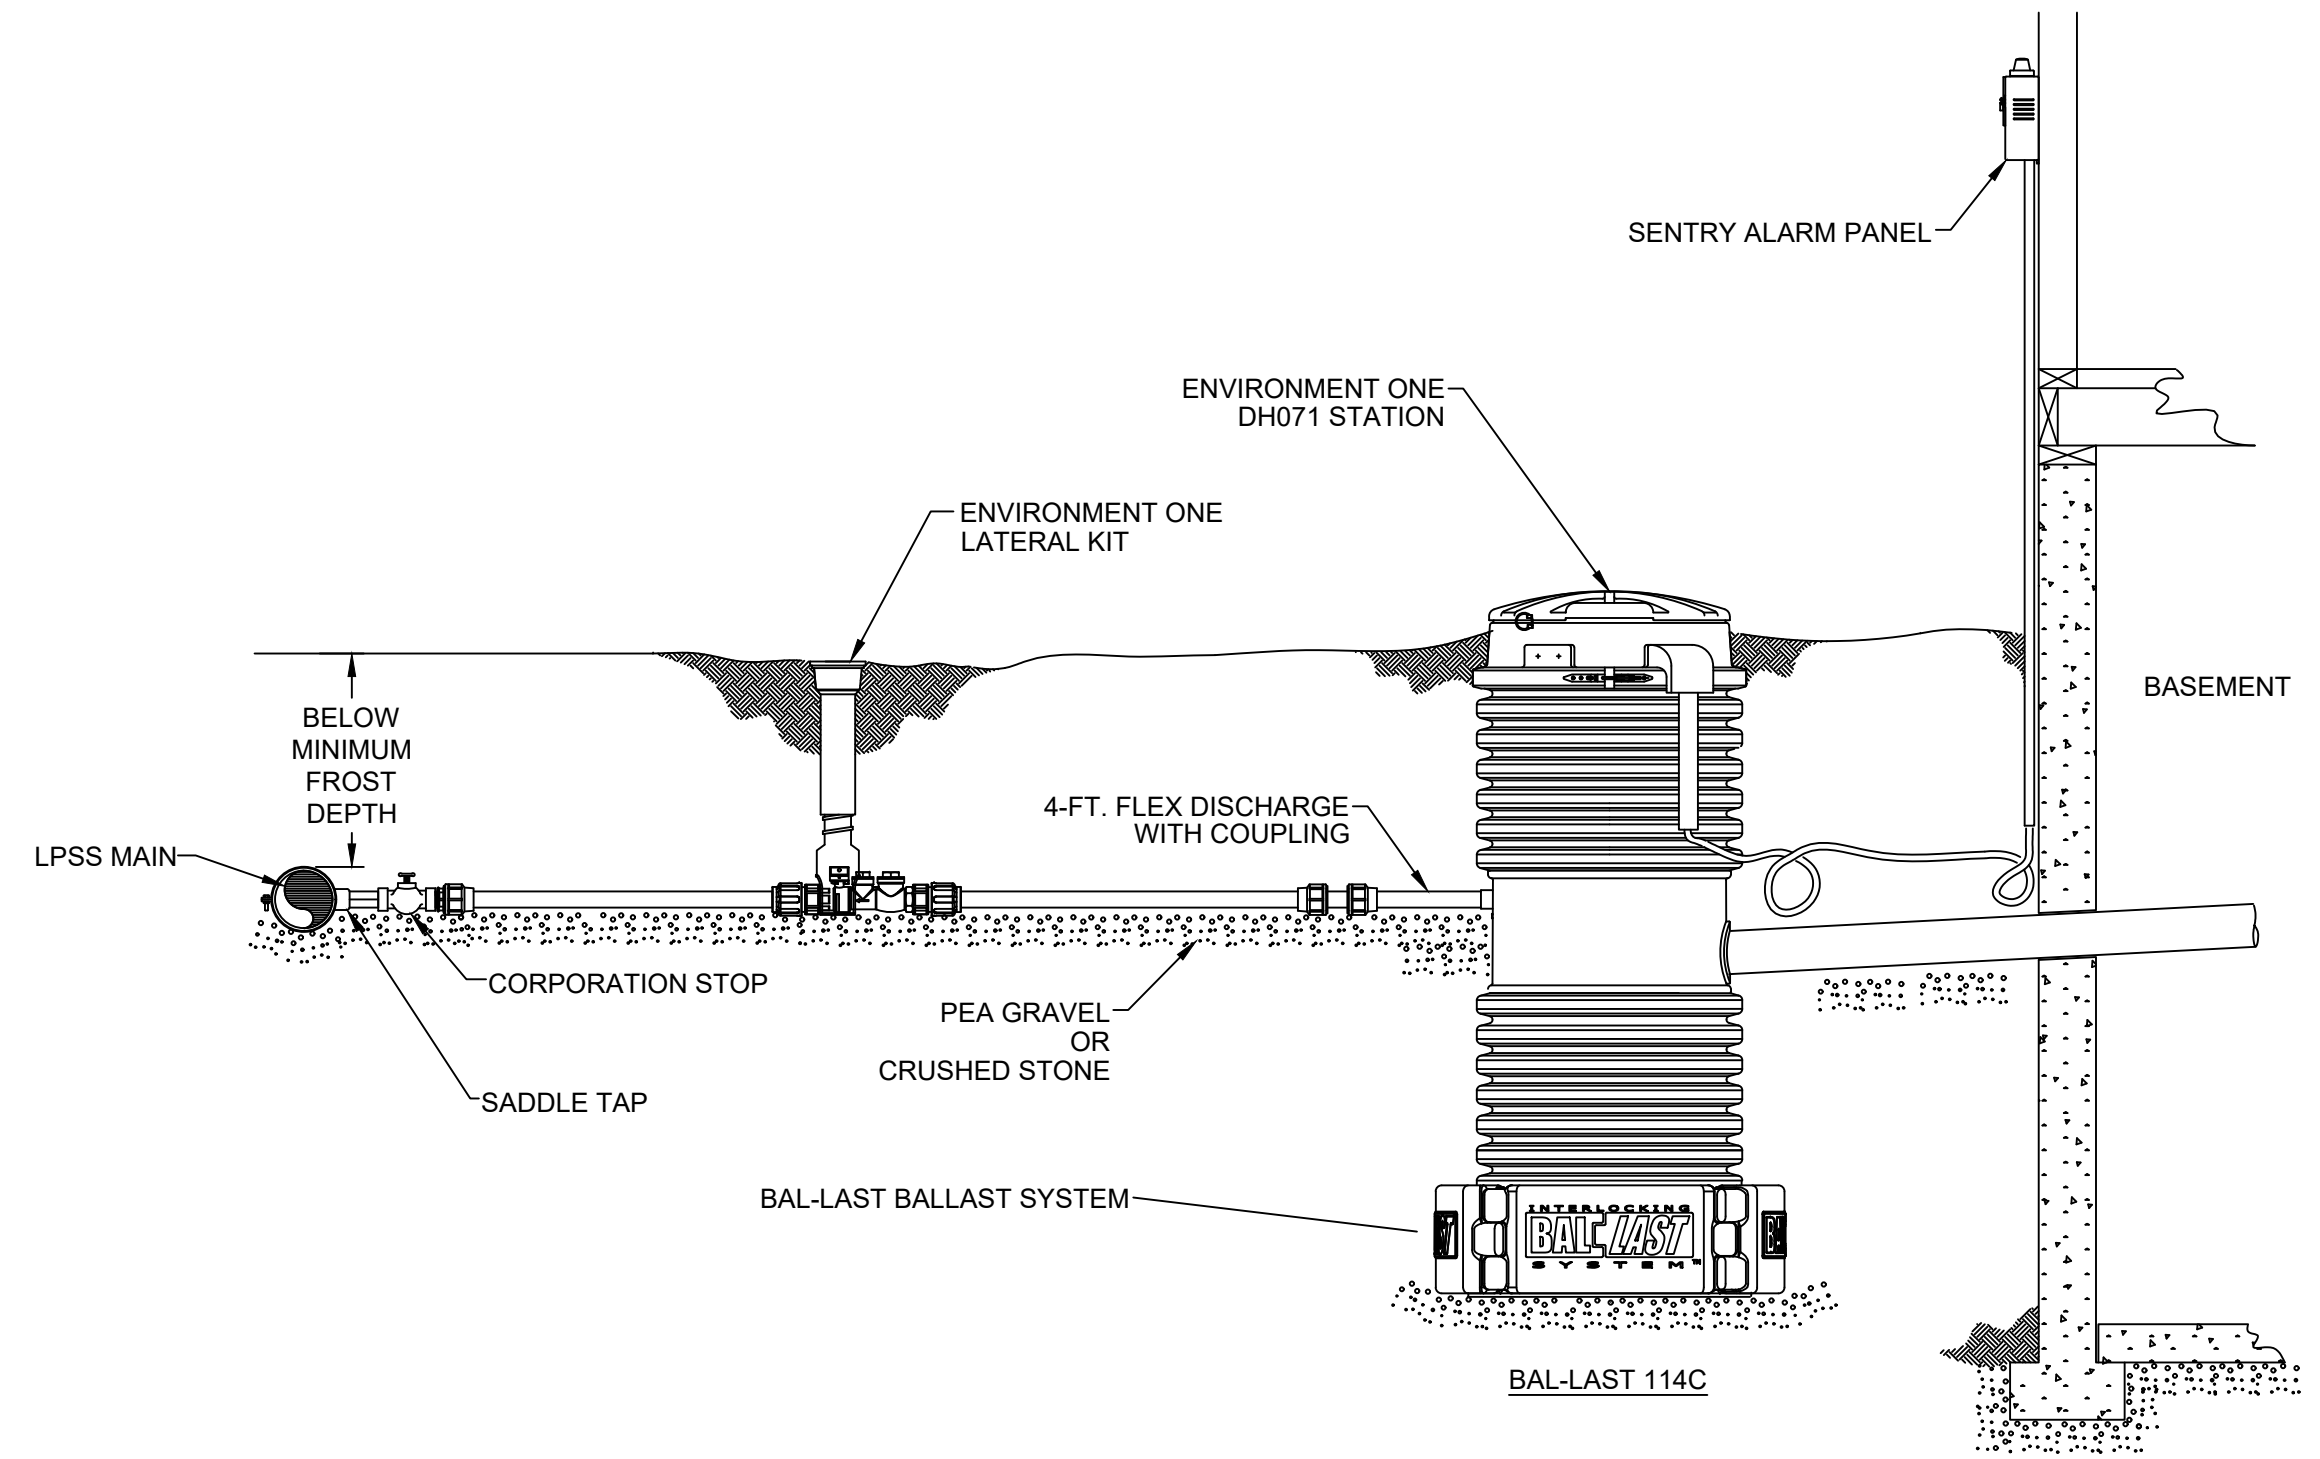 SENTRY ALARM PANEL
ENVIRONMENT ONE
DH071 STATION
ENVIRONMENT ONE
LATERAL KIT
BASEMENT
BELOW
MINIMUM
FROST
DEPTH
4-FT. FLEX DISCHARGE
WITH COUPLING
LPSS MAIN
CORPORATION STOP
PEA GRAVEL
OR
CRUSHED STONE
SADDLE TAP
BAL-LAST BALLAST SYSTEM
INTERLOCKING
BAL LAST
SYSTEM™
BAL-LAST 114C